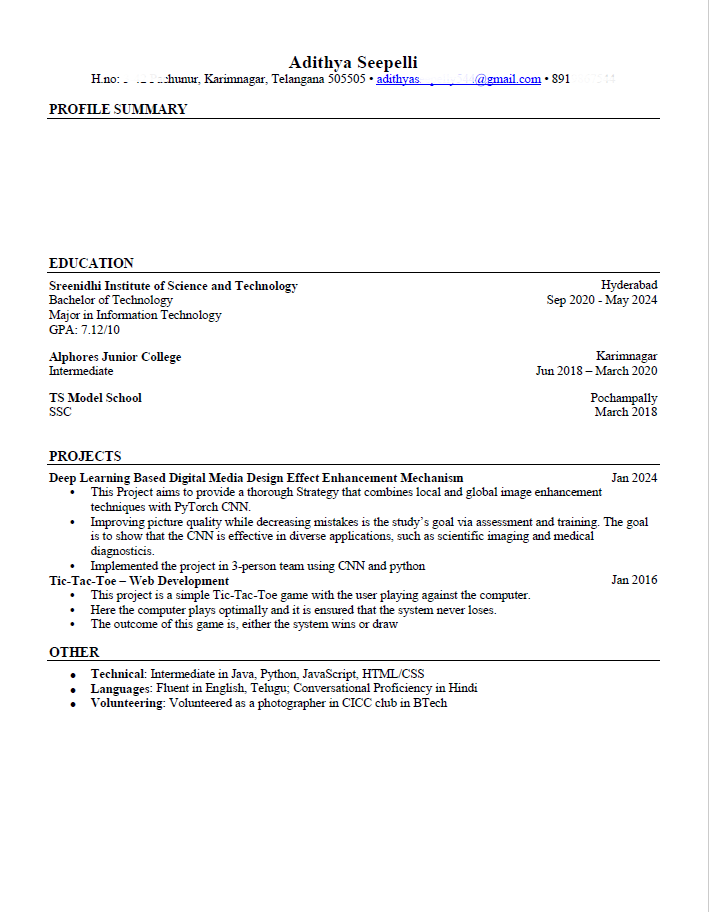 Adithya Seepelli
H.no: Karimnagar, Telangana 505505 • @gmail.com • 891
PROFILE SUMMARY
EDUCATION
Sreenidhi Institute of Science and Technology Hyderabad
Bachelor of Technology Sep 2020 - May 2024
Major in Information Technology
GPA: 7.12/10
Alphores Junior College Karimnagar
Intermediate Jun 2018 – March 2020
TS Model School Pochampally
SSC March 2018
PROJECTS
Deep Learning Based Digital Media Design Effect Enhancement Mechanism Jan 2024
• This Project aims to provide a thorough Strategy that combines local and global image enhancement
techniques with PyTorch CNN.
• Improving picture quality while decreasing mistakes is the study’s goal via assessment and training. The goal
is to show that the CNN is effective in diverse applications, such as scientific imaging and medical
diagnosticis.
• Implemented the project in 3-person team using CNN and python
Tic-Tac-Toe – Web Development Jan 2016
• This project is a simple Tic-Tac-Toe game with the user playing against the computer.
• Here the computer plays optimally and it is ensured that the system never loses.
• The outcome of this game is, either the system wins or draw
OTHER
• Technical: Intermediate in Java, Python, JavaScript, HTML/CSS
• Languages: Fluent in English, Telugu; Conversational Proficiency in Hindi
• Volunteering: Volunteered as a photographer in CICC club in BTech